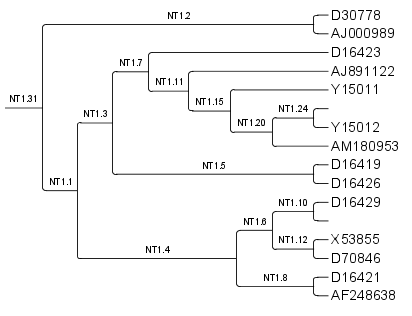 NT1.2
D30778
AJ000989
D16423
NT1.7
AJ891122
NT1.11
Y15011
NT1.31
NT1.15
NT1.24
NT1.3
NT1.20
Y15012
AM180953
NT1.5
D16419
D16426
NT1.1
NT1.10
D16429
NT1.6
NT1.12
X53855
NT1.4
D70846
NT1.8
D16421
AF248638